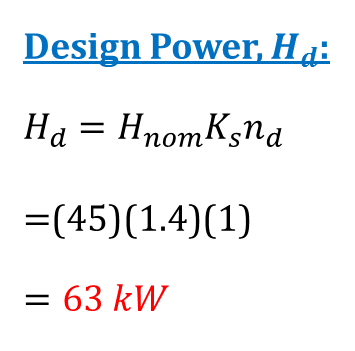 Design Power, H_d:
H_d = H_nom K_s n_d
=(45)(1.4)(1)
= 63 kW